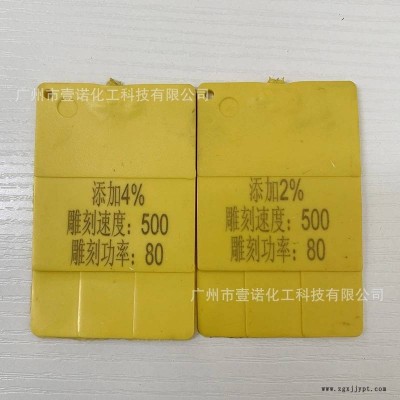 广州市壹诺化工科技有限公司
添加4%
雕刻速度：500
雕刻功率：80
添加2%
雕刻速度：500
雕刻功率：80
广州市壹诺化工科技有限公司
www.zgsjjypt.com